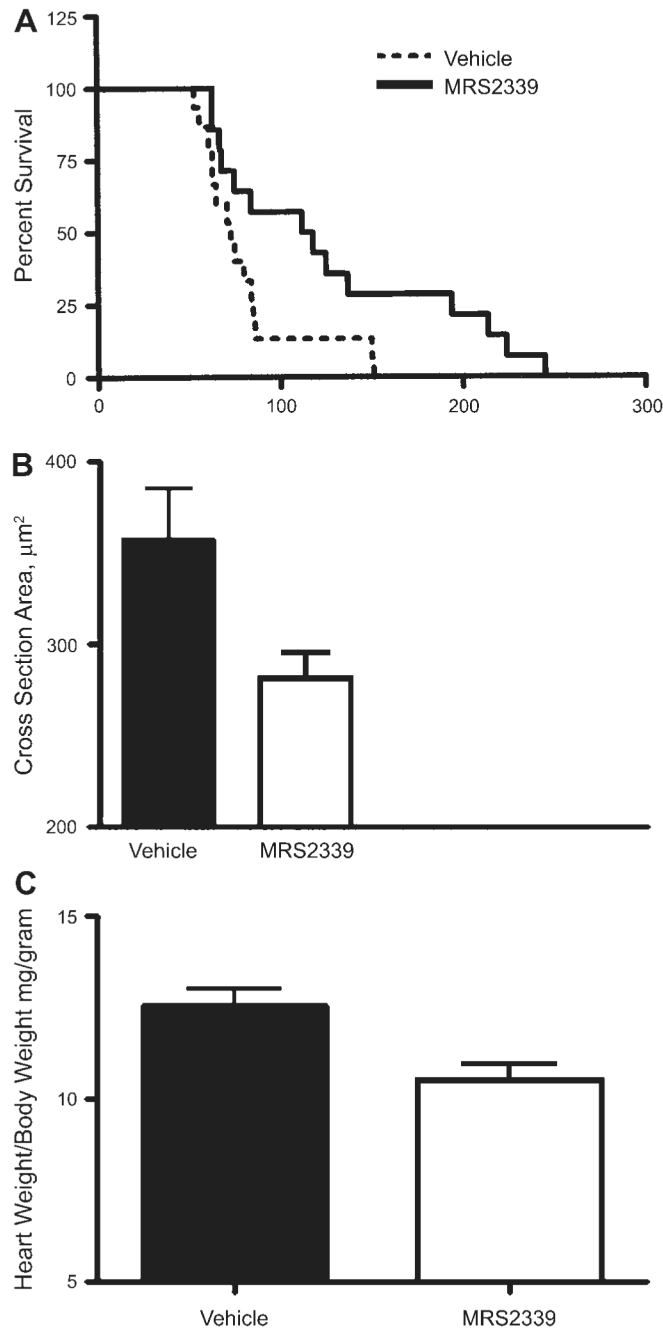 A
125
100
75
50
25
0
Percent Survival
Vehicle
MRS2339
0
100
200
300
B
400
300
200
Cross Section Area, μm²
Vehicle
MRS2339
C
15
10
5
Heart Weight/Body Weight mg/gram
Vehicle
MRS2339